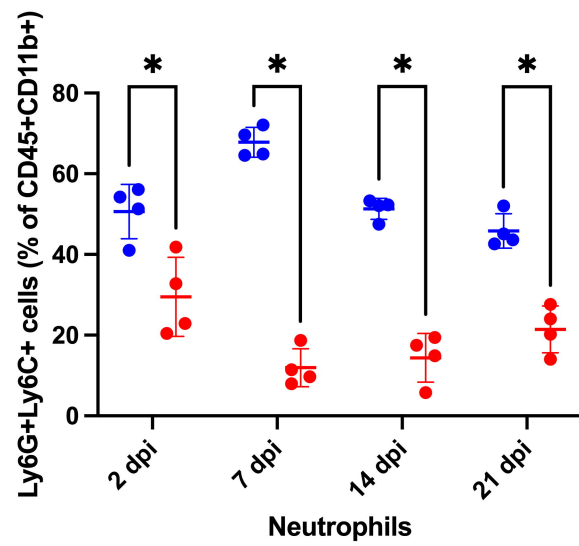 * * * *
80
60
40
20
0
Ly6G+Ly6C+ cells (% of CD45+CD11b+)
2 dpi
7 dpi
14 dpi
21 dpi
Neutrophils